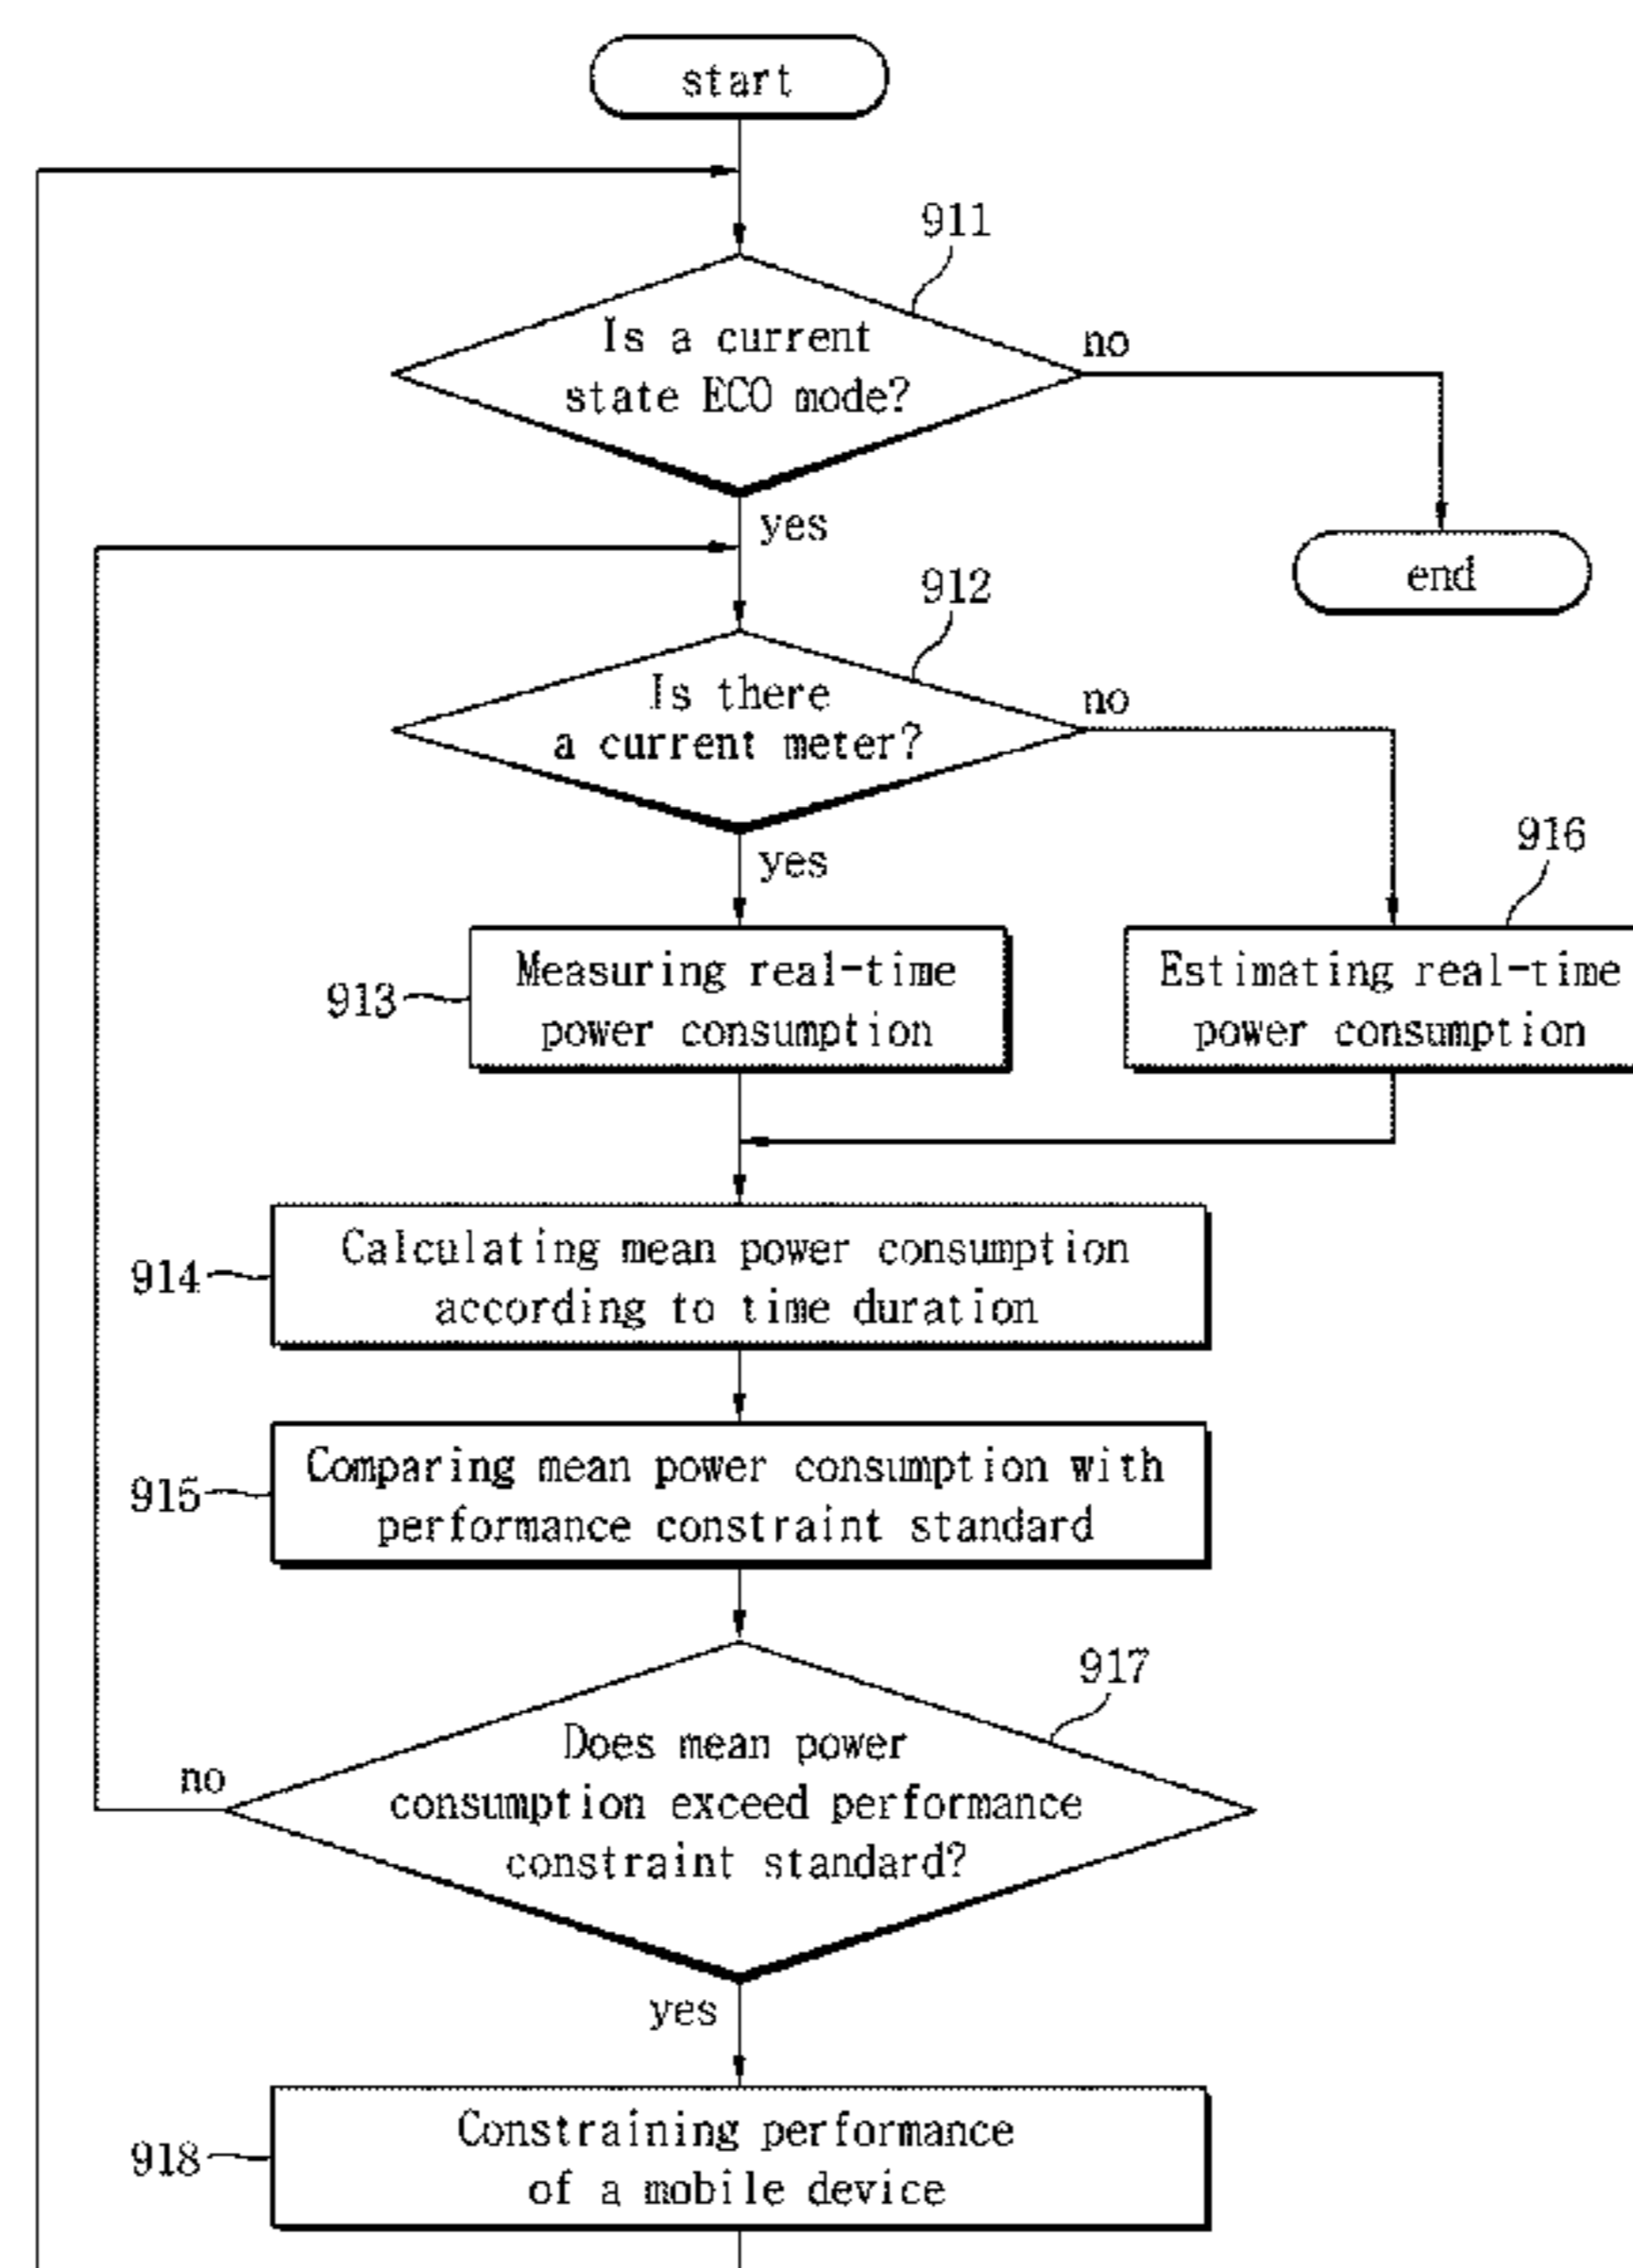 start
911
Is a current
state ECO mode?
no
yes
end
912
Is there
a current meter?
no
yes
916
913
Measuring real-time
power consumption
Estimating real-time
power consumption
914
Calculating mean power consumption
according to time duration
915
Comparing mean power consumption with
performance constraint standard
917
Does mean power
consumption exceed performance
constraint standard?
no
yes
918
Constraining performance
of a mobile device